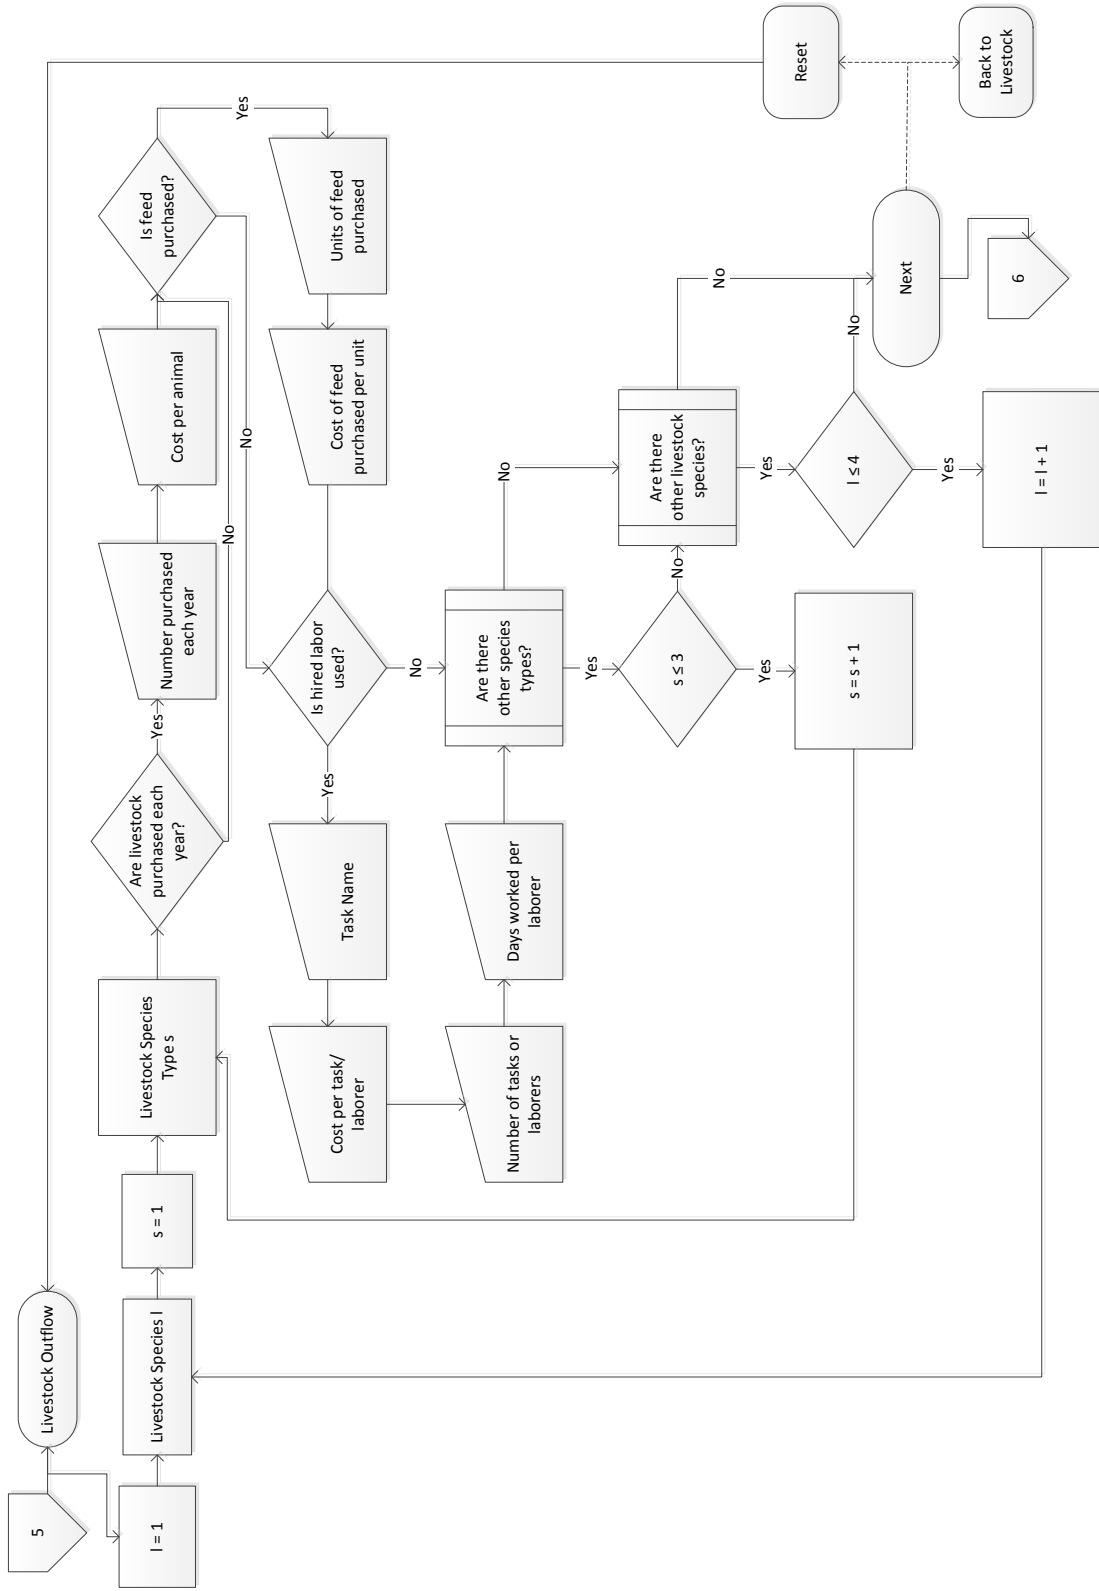 5
Livestock Outflow
l = 1
Livestock Species l
s = 1
Livestock Species
Type s
Are livestock
purchased each
year?
Yes
No
Number purchased
each year
Cost per animal
Is feed
purchased?
Yes
No
Units of feed
purchased
Cost of feed
purchased per unit
Is hired labor
used?
Yes
No
Task Name
Cost per task/
laborer
Number of tasks or
laborers
Days worked per
laborer
Are there
other species
types?
No
Yes
s ≤ 3
No
Yes
s = s + 1
Are there
other livestock
species?
No
Yes
l ≤ 4
No
Yes
l = l + 1
Next
6
Reset
Back to
Livestock